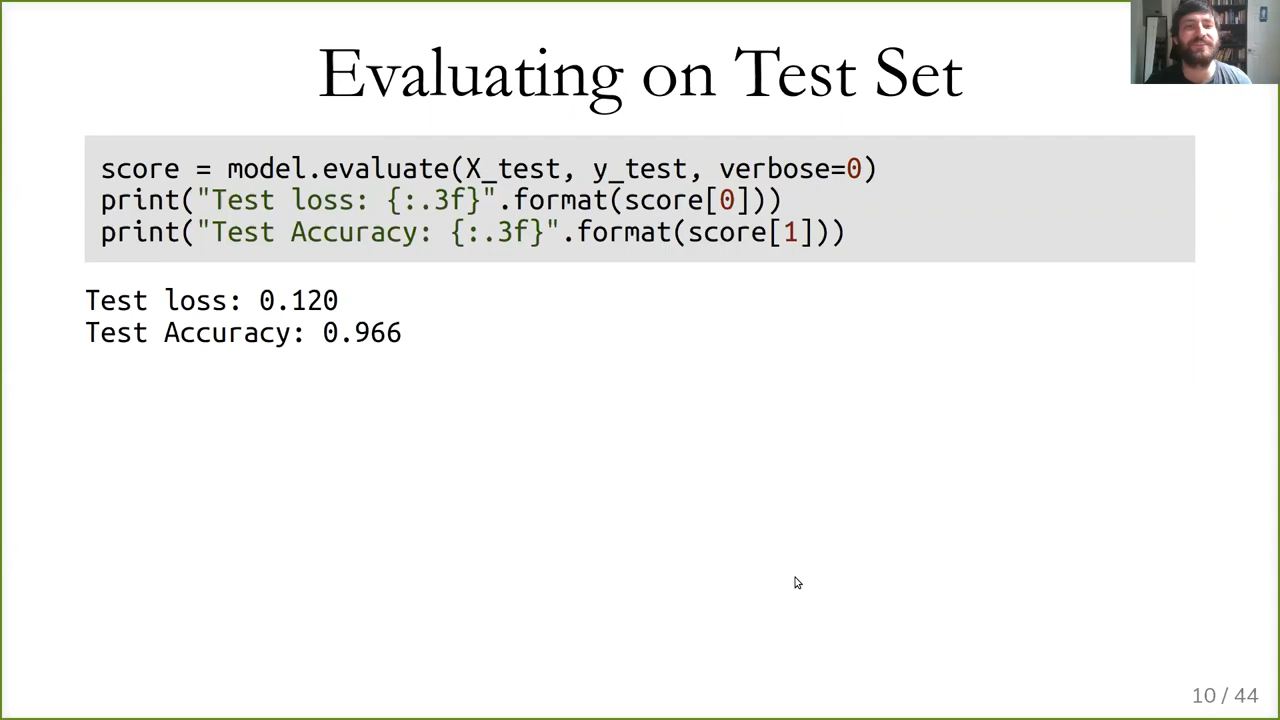 Evaluating on Test Set
score = model.evaluate(X_test, y_test, verbose=0)
print("Test loss: {:.3f}".format(score[0]))
print("Test Accuracy: {:.3f}".format(score[1]))
Test loss: 0.120
Test Accuracy: 0.966
10 / 44